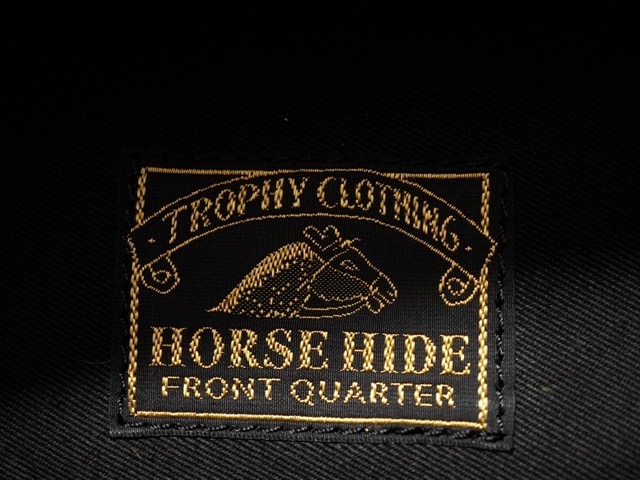 TROPHY CLOTHING
HORSE HIDE
FRONT QUARTER